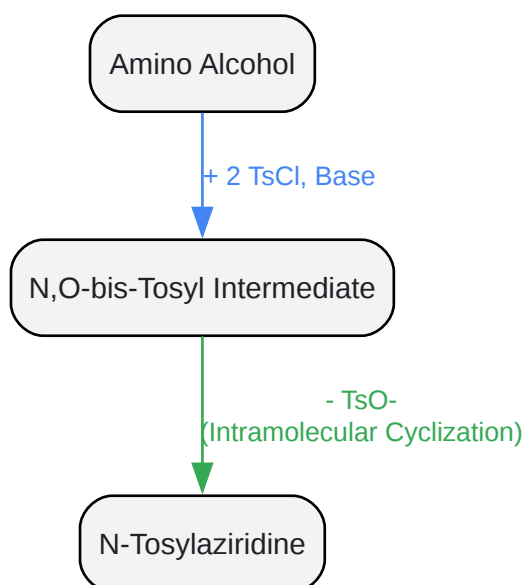 Amino Alcohol
+ 2 TsCl, Base
N,O-bis-Tosyl Intermediate
- TsO-
(Intramolecular Cyclization)
N-Tosylaziridine